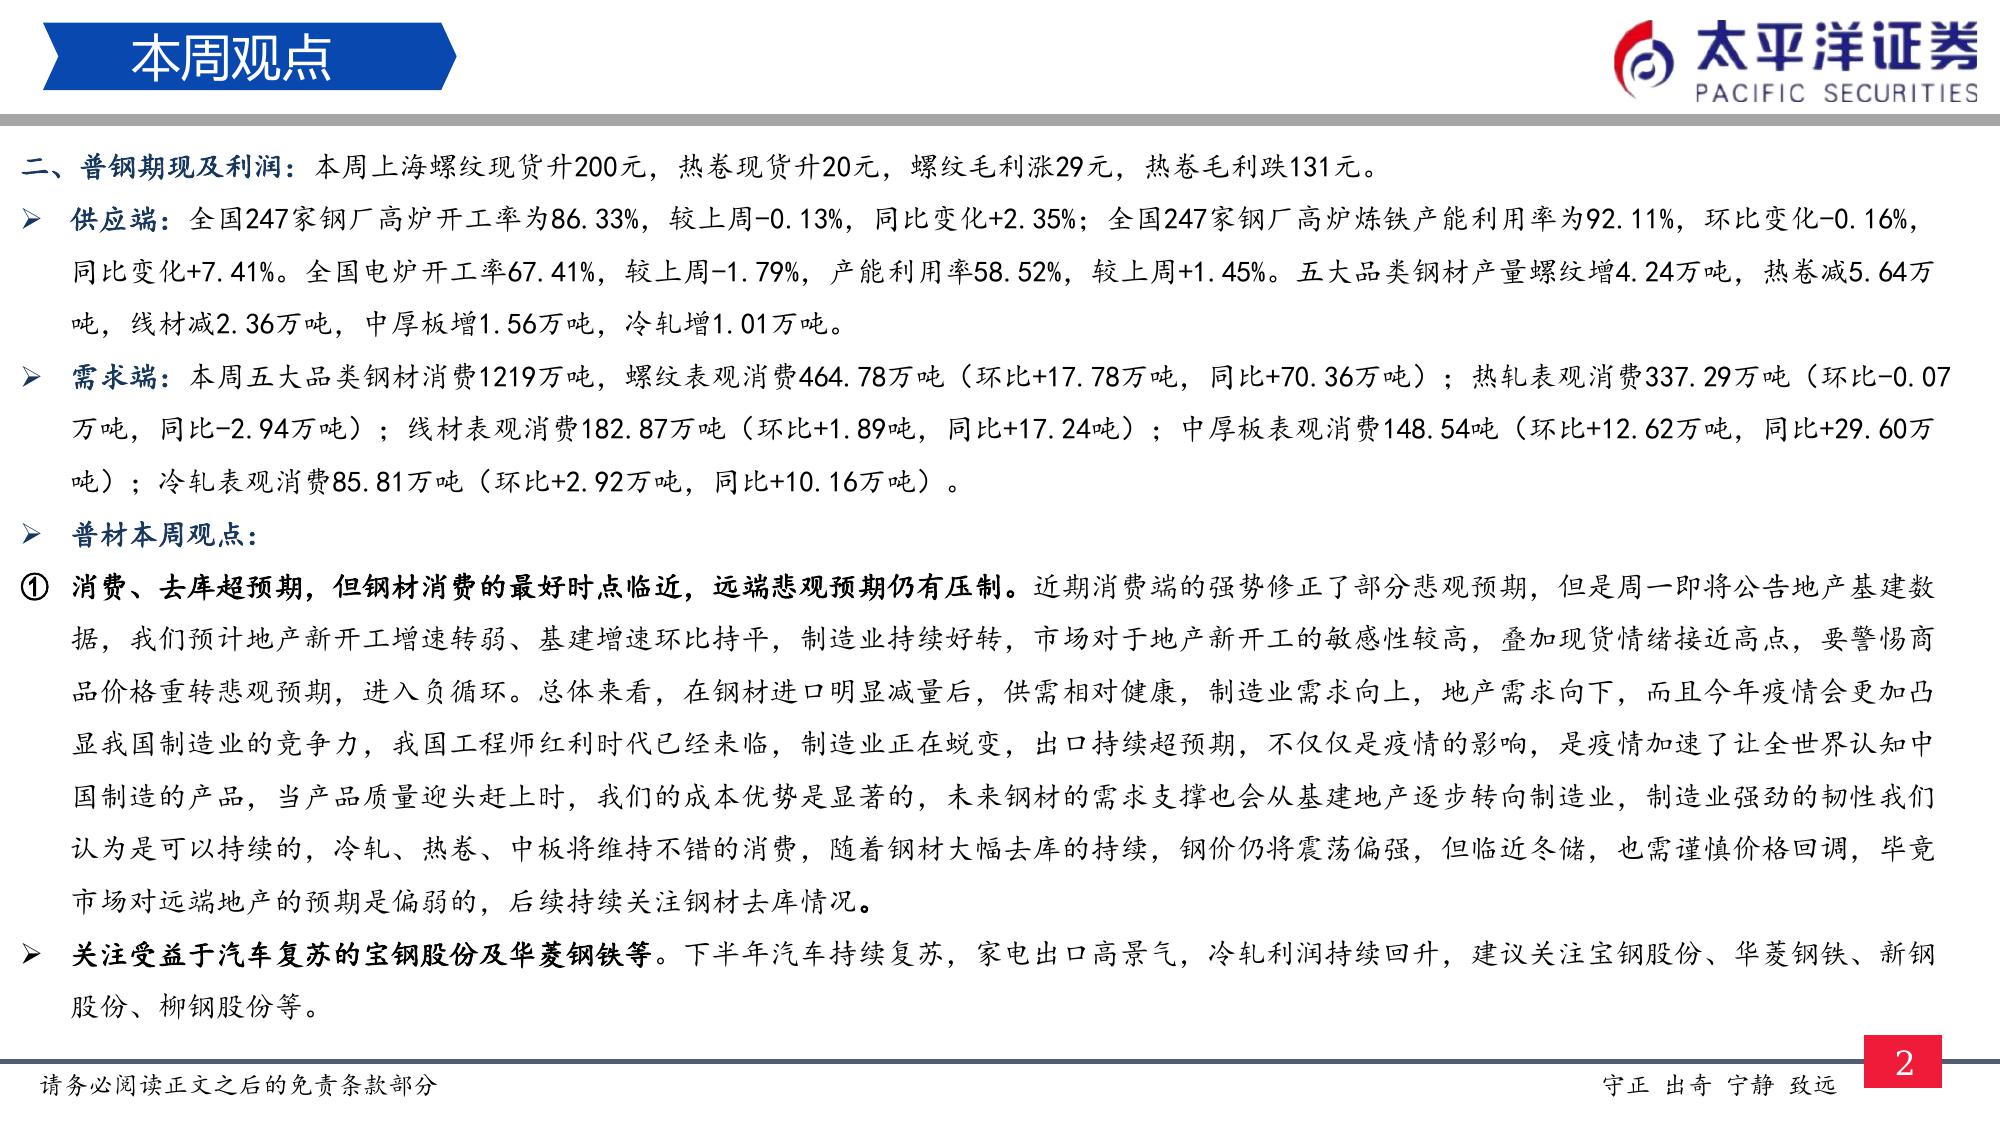 本周观点
太平洋证券
PACIFIC SECURITIES
二、普钢期现及利润：本周上海螺纹现货升200元，热卷现货升20元，螺纹毛利涨29元，热卷毛利跌131元。
➢ 供应端：全国247家钢厂高炉开工率为86.33%，较上周-0.13%，同比变化+2.35%；全国247家钢厂高炉炼铁产能利用率为92.11%，环比变化-0.16%，
同比变化+7.41%。全国电炉开工率67.41%，较上周-1.79%，产能利用率58.52%，较上周+1.45%。五大品类钢材产量螺纹增4.24万吨，热卷减5.64万
吨，线材减2.36万吨，中厚板增1.56万吨，冷轧增1.01万吨。
➢ 需求端：本周五大品类钢材消费1219万吨，螺纹表观消费464.78万吨（环比+17.78万吨，同比+70.36万吨）；热轧表观消费337.29万吨（环比-0.07
万吨，同比-2.94万吨）；线材表观消费182.87万吨（环比+1.89吨，同比+17.24吨）；中厚板表观消费148.54吨（环比+12.62万吨，同比+29.60万
吨）；冷轧表观消费85.81万吨（环比+2.92万吨，同比+10.16万吨）。
➢ 普材本周观点：
① 消费、去库超预期，但钢材消费的最好时点临近，远端悲观预期仍有压制。近期消费端的强势修正了部分悲观预期，但是周一即将公告地产基建数
据，我们预计地产新开工增速转弱、基建增速环比持平，制造业持续好转，市场对于地产新开工的敏感性较高，叠加现货情绪接近高点，要警惕商
品价格重转悲观预期，进入负循环。总体来看，在钢材进口明显减量后，供需相对健康，制造业需求向上，地产需求向下，而且今年疫情会更加凸
显我国制造业的竞争力，我国工程师红利时代已经来临，制造业正在蜕变，出口持续超预期，不仅仅是疫情的影响，是疫情加速了让全世界认知中
国制造的产品，当产品质量迎头赶上时，我们的成本优势是显著的，未来钢材的需求支撑也会从基建地产逐步转向制造业，制造业强劲的韧性我们
认为是可以持续的，冷轧、热卷、中板将维持不错的消费，随着钢材大幅去库的持续，钢价仍将震荡偏强，但临近冬储，也需谨慎价格回调，毕竟
市场对远端地产的预期是偏弱的，后续持续关注钢材去库情况。
➢ 关注受益于汽车复苏的宝钢股份及华菱钢铁等。下半年汽车持续复苏，家电出口高景气，冷轧利润持续回升，建议关注宝钢股份、华菱钢铁、新钢
股份、柳钢股份等。
请务必阅读正文之后的免责条款部分
守正 出奇 宁静 致远
2